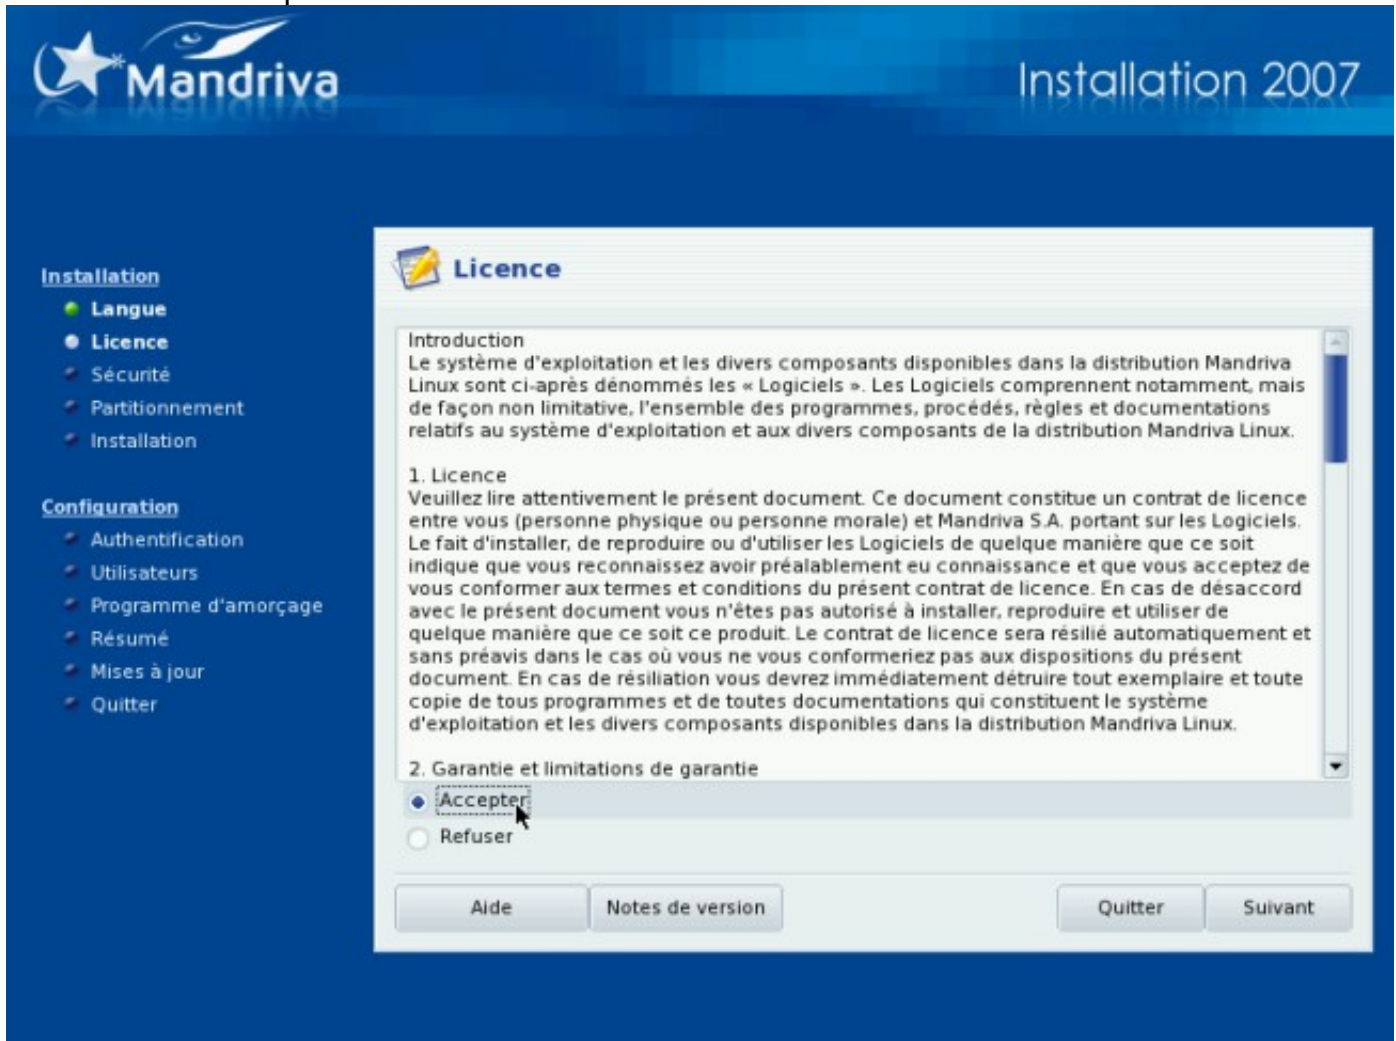 Mandriva
Installation 2007
Installation
Langue
Licence
Sécurité
Partitionnement
Installation
Configuration
Authentification
Utilisateurs
Programme d'amorçage
Résumé
Mises à jour
Quitter
Licence
Introduction
Le système d'exploitation et les divers composants disponibles dans la distribution Mandriva
Linux sont ci-après dénommés les « Logiciels ». Les Logiciels comprennent notamment, mais
de façon non limitative, l'ensemble des programmes, procédés, règles et documentations
relatifs au système d'exploitation et aux divers composants de la distribution Mandriva Linux.
1. Licence
Veuillez lire attentivement le présent document. Ce document constitue un contrat de licence
entre vous (personne physique ou personne morale) et Mandriva S.A. portant sur les Logiciels.
Le fait d'installer, de reproduire ou d'utiliser les Logiciels de quelque manière que ce soit
indique que vous reconnaissez avoir préalablement eu connaissance et que vous acceptez de
vous conformer aux termes et conditions du présent contrat de licence. En cas de désaccord
avec le présent document vous n'êtes pas autorisé à installer, reproduire et utiliser de
quelque manière que ce soit ce produit. Le contrat de licence sera résilié automatiquement et
sans préavis dans le cas où vous ne vous conformeriez pas aux dispositions du présent
document. En cas de résiliation vous devrez immédiatement détruire tout exemplaire et toute
copie de tous programmes et de toutes documentations qui constituent le système
d'exploitation et les divers composants disponibles dans la distribution Mandriva Linux.
2. Garantie et limitations de garantie
Accepter
Refuser
Aide
Notes de version
Quitter
Suivant